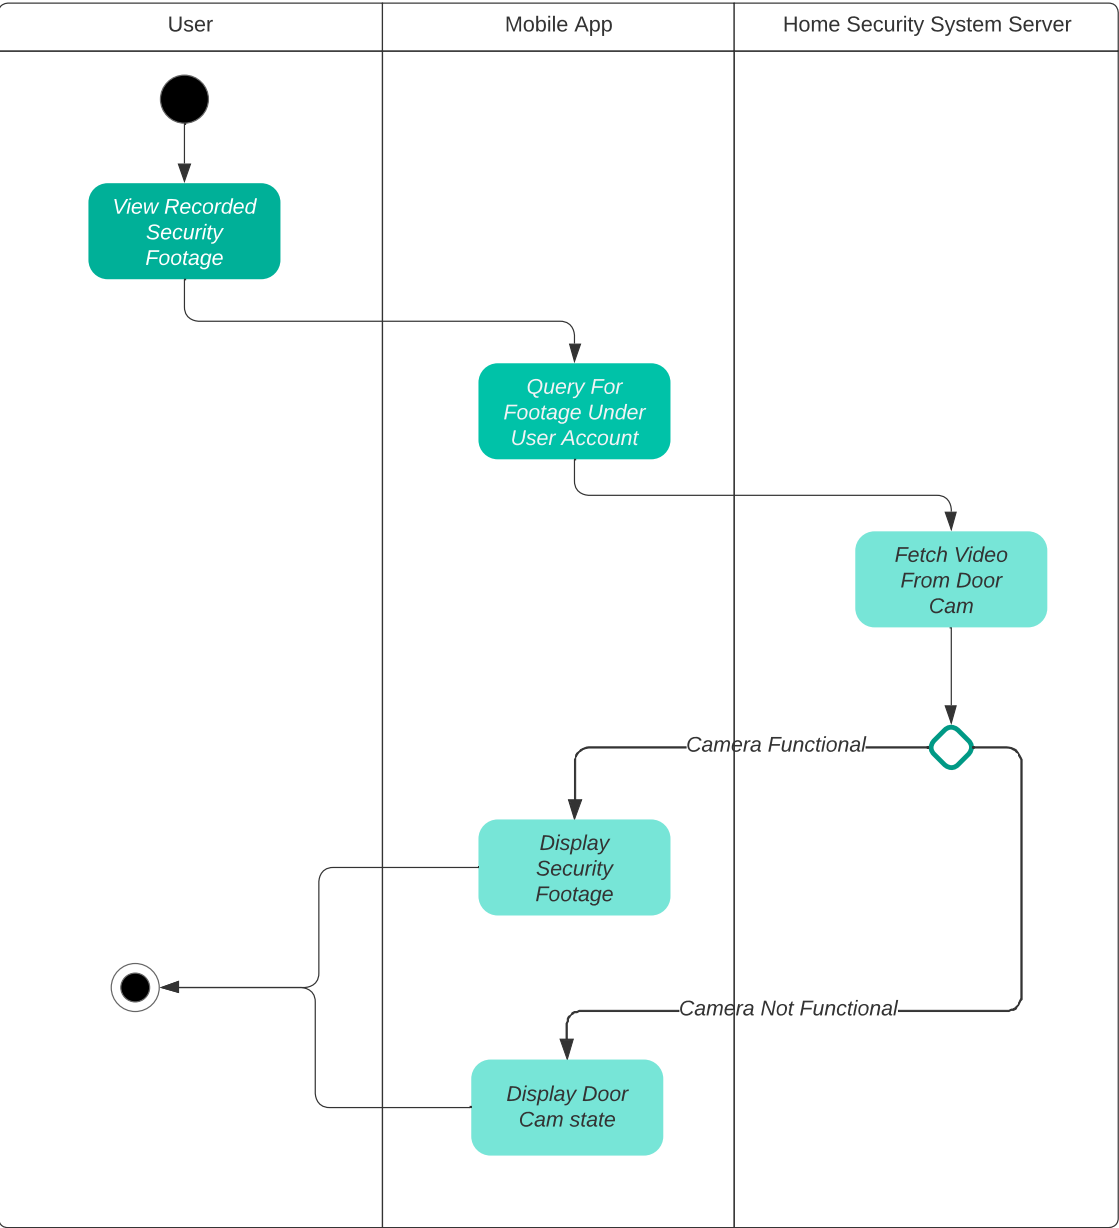 User
Mobile App
Home Security System Server
View Recorded
Security
Footage
Query For
Footage Under
User Account
Fetch Video
From Door
Cam
Camera Functional
Display
Security
Footage
Camera Not Functional
Display Door
Cam state